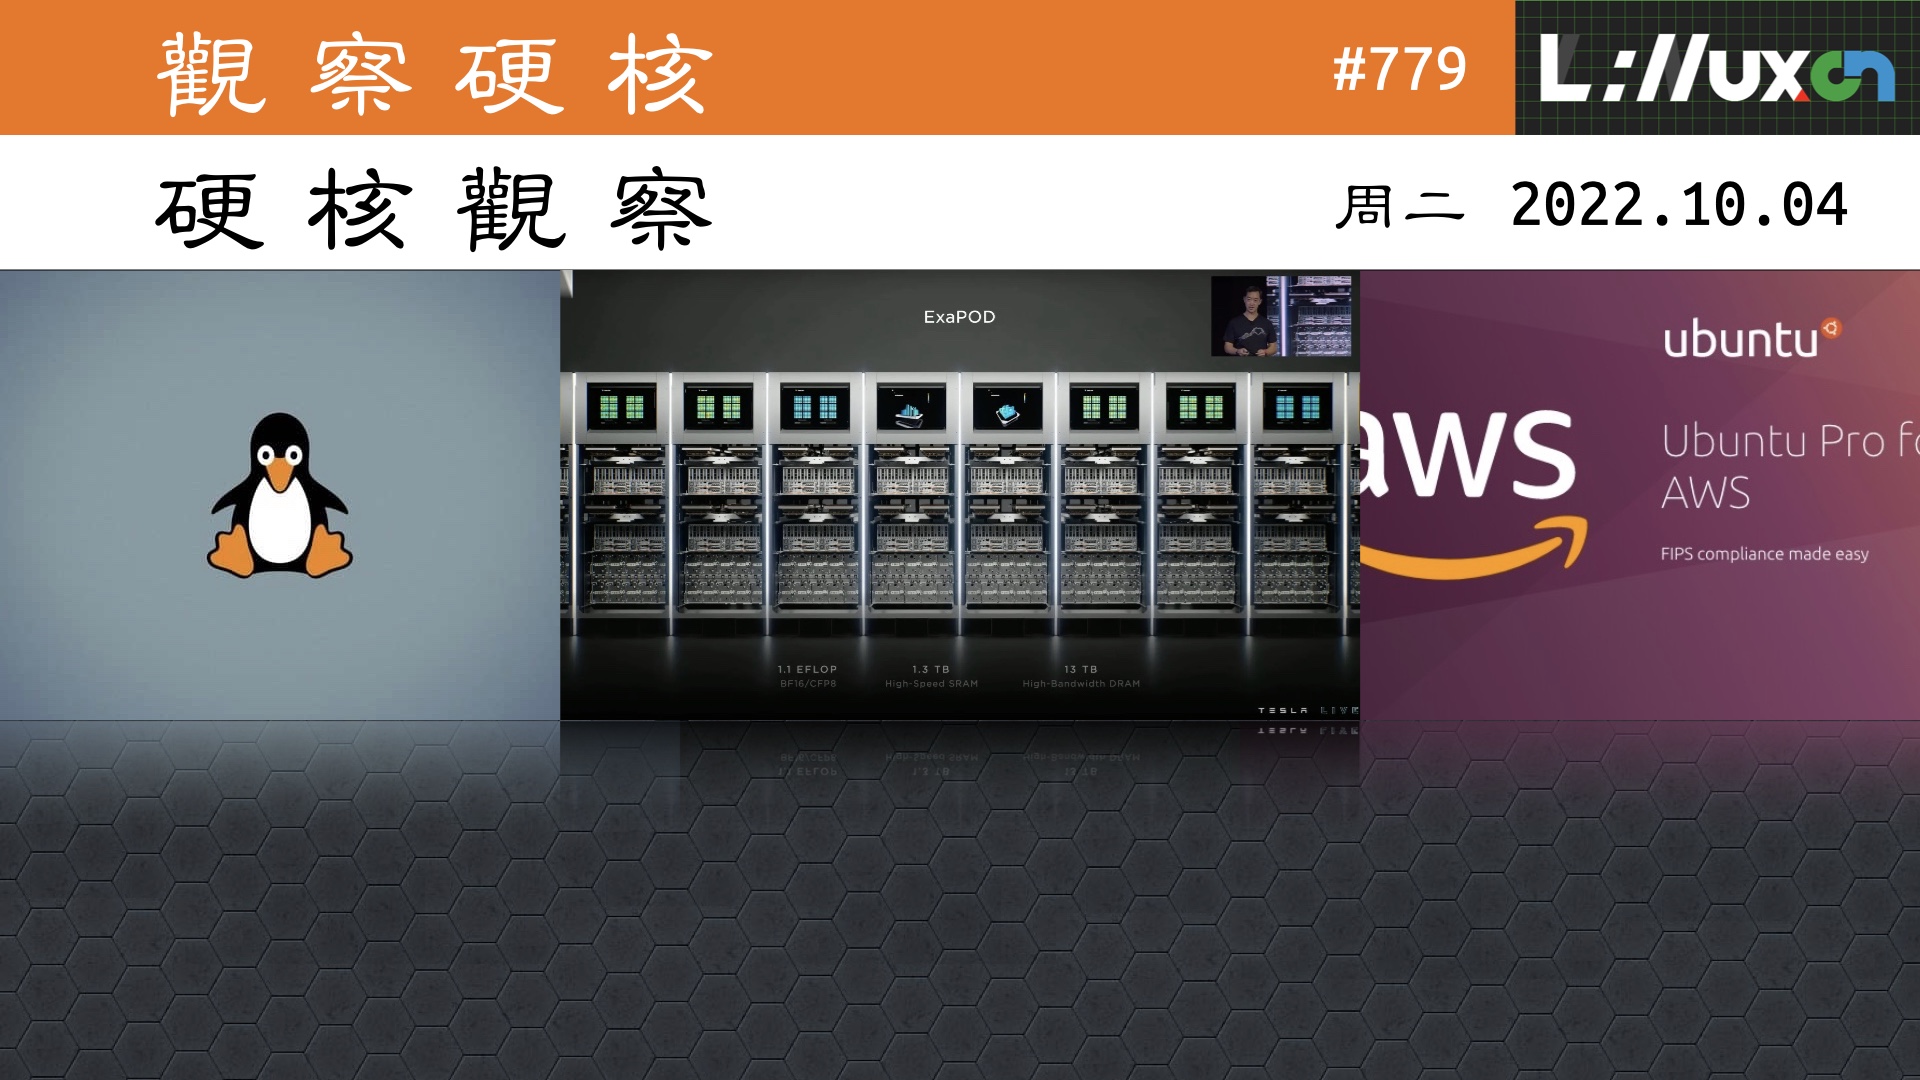 觀察硬核
#779
L://uxcn
硬核觀察
周二 2022.10.04
ExaPOD
1.1 EFLOP
BF16/CFP8
1.3 TB
High-Speed SRAM
13 TB
High-Bandwidth DRAM
TESLA LIVE
aws
ubuntu
Ubuntu Pro fo
AWS
FIPS compliance made easy